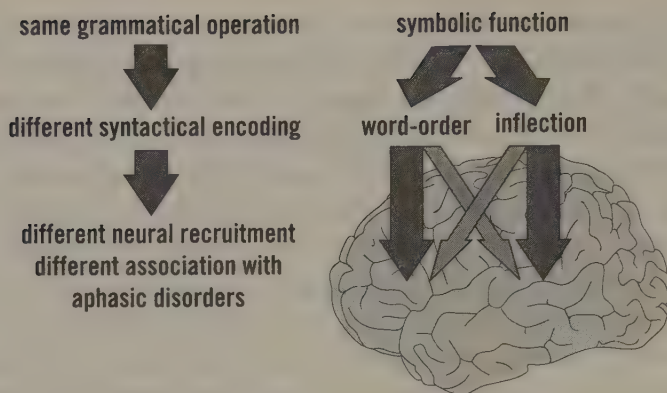 same grammatical operation
different syntactical encoding
different neural recruitment
different association with
aphasic disorders
symbolic function
word-order inflection